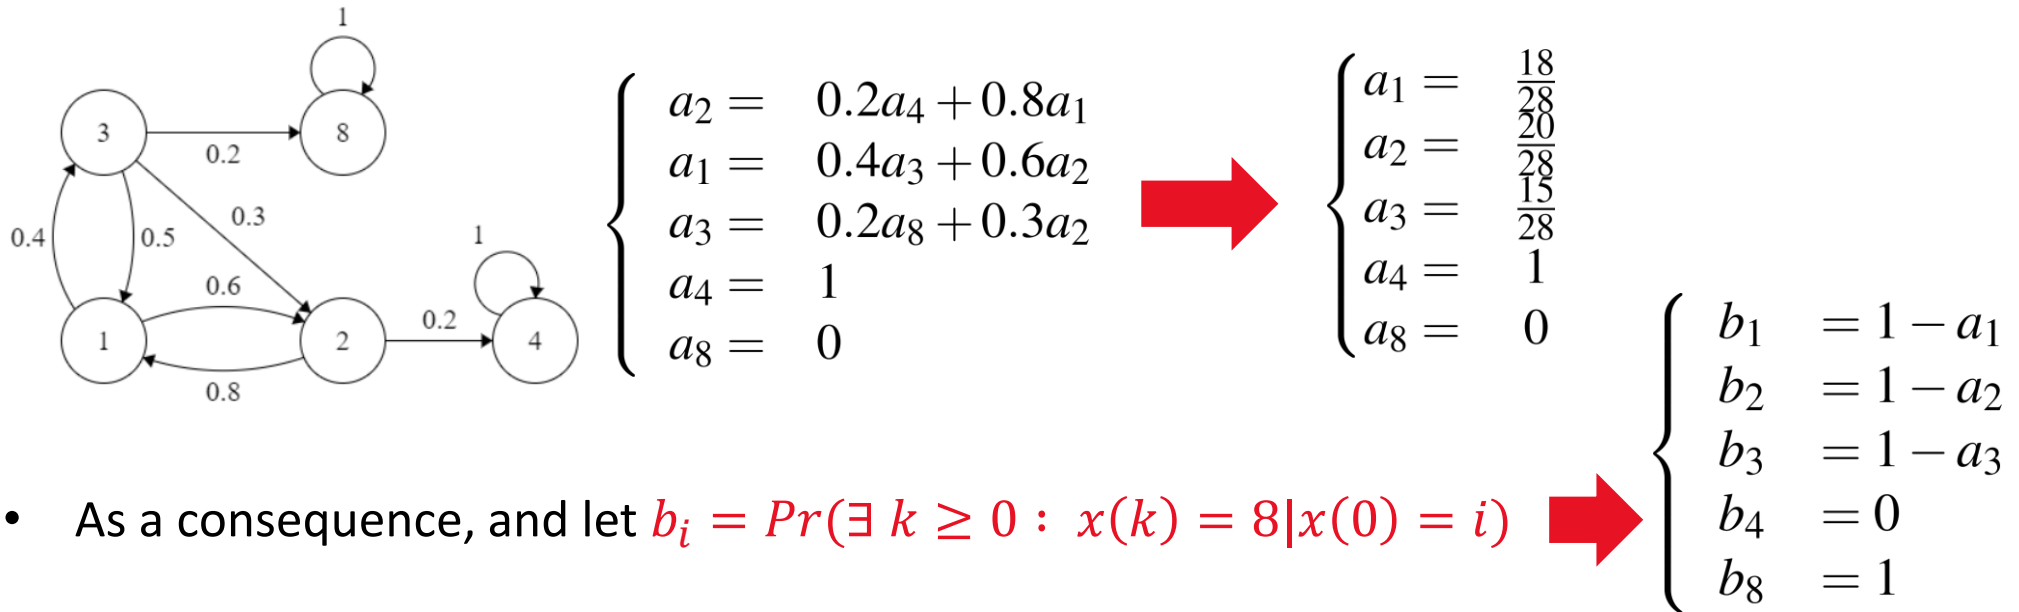 1
3
8
0.2
0.4
0.5
0.3
1
0.6
1
2
0.2
4
0.8
a₂ = 0.2a₄ + 0.8a₁
a₁ = 0.4a₃ + 0.6a₂
a₃ = 0.2a₈ + 0.3a₂
a₄ = 1
a₈ = 0
a₁ = 18/28
a₂ = 20/28
a₃ = 15/28
a₄ = 1
a₈ = 0
• As a consequence, and let bᵢ = Pr(∃ k ≥ 0 : x(k) = 8|x(0) = i)
b₁ = 1 − a₁
b₂ = 1 − a₂
b₃ = 1 − a₃
b₄ = 0
b₈ = 1